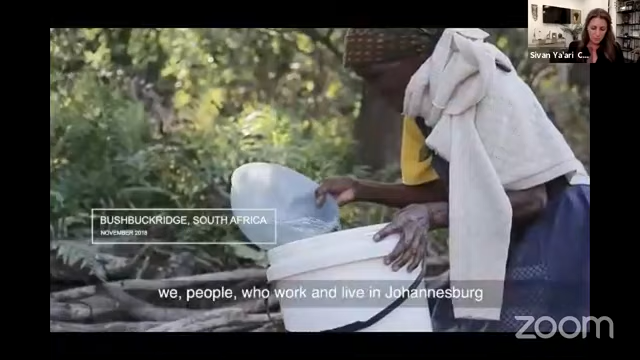 Sivan Ya'ari C...
BUSHBUCKRIDGE, SOUTH AFRICA
NOVEMBER 2018
we, people, who work and live in Johannesburg
zoom